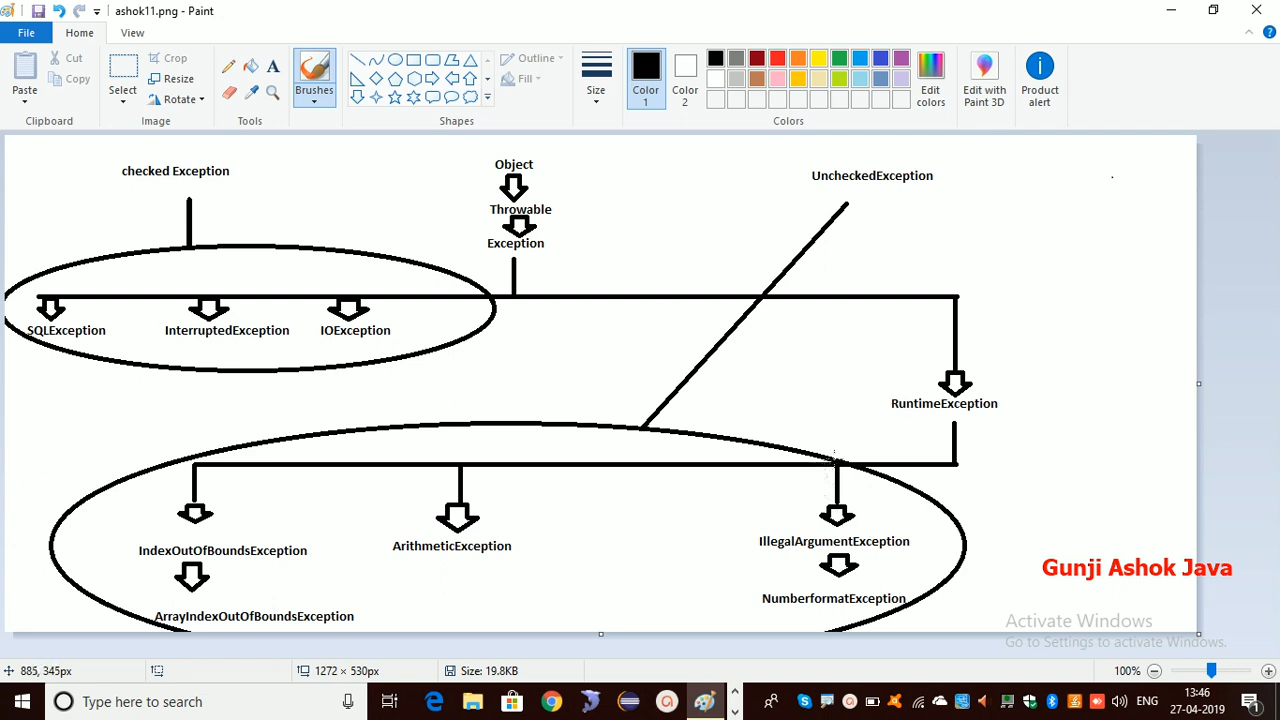 ashok11.png - Paint
File Home View
Cut
Copy
Paste
Clipboard
Select
Crop
Resize
Rotate
Image
Tools
Brushes
Outline
Fill
Shapes
Size
Color 1
Color 2
Edit colors
Colors
Edit with Paint 3D
Product alert
checked Exception
Object
Throwable
Exception
UncheckedException
SQLException
InterruptedException
IOException
RuntimeException
IndexOutOfBoundsException
ArithmeticException
IllegalArgumentException
ArrayIndexOutOfBoundsException
NumberformatException
Gunji Ashok Java
Activate Windows
Go to Settings to activate Windows.
885, 345px
1272 × 530px
Size: 19.8KB
100%
Type here to search
ENG
13:46
27-04-2019
1